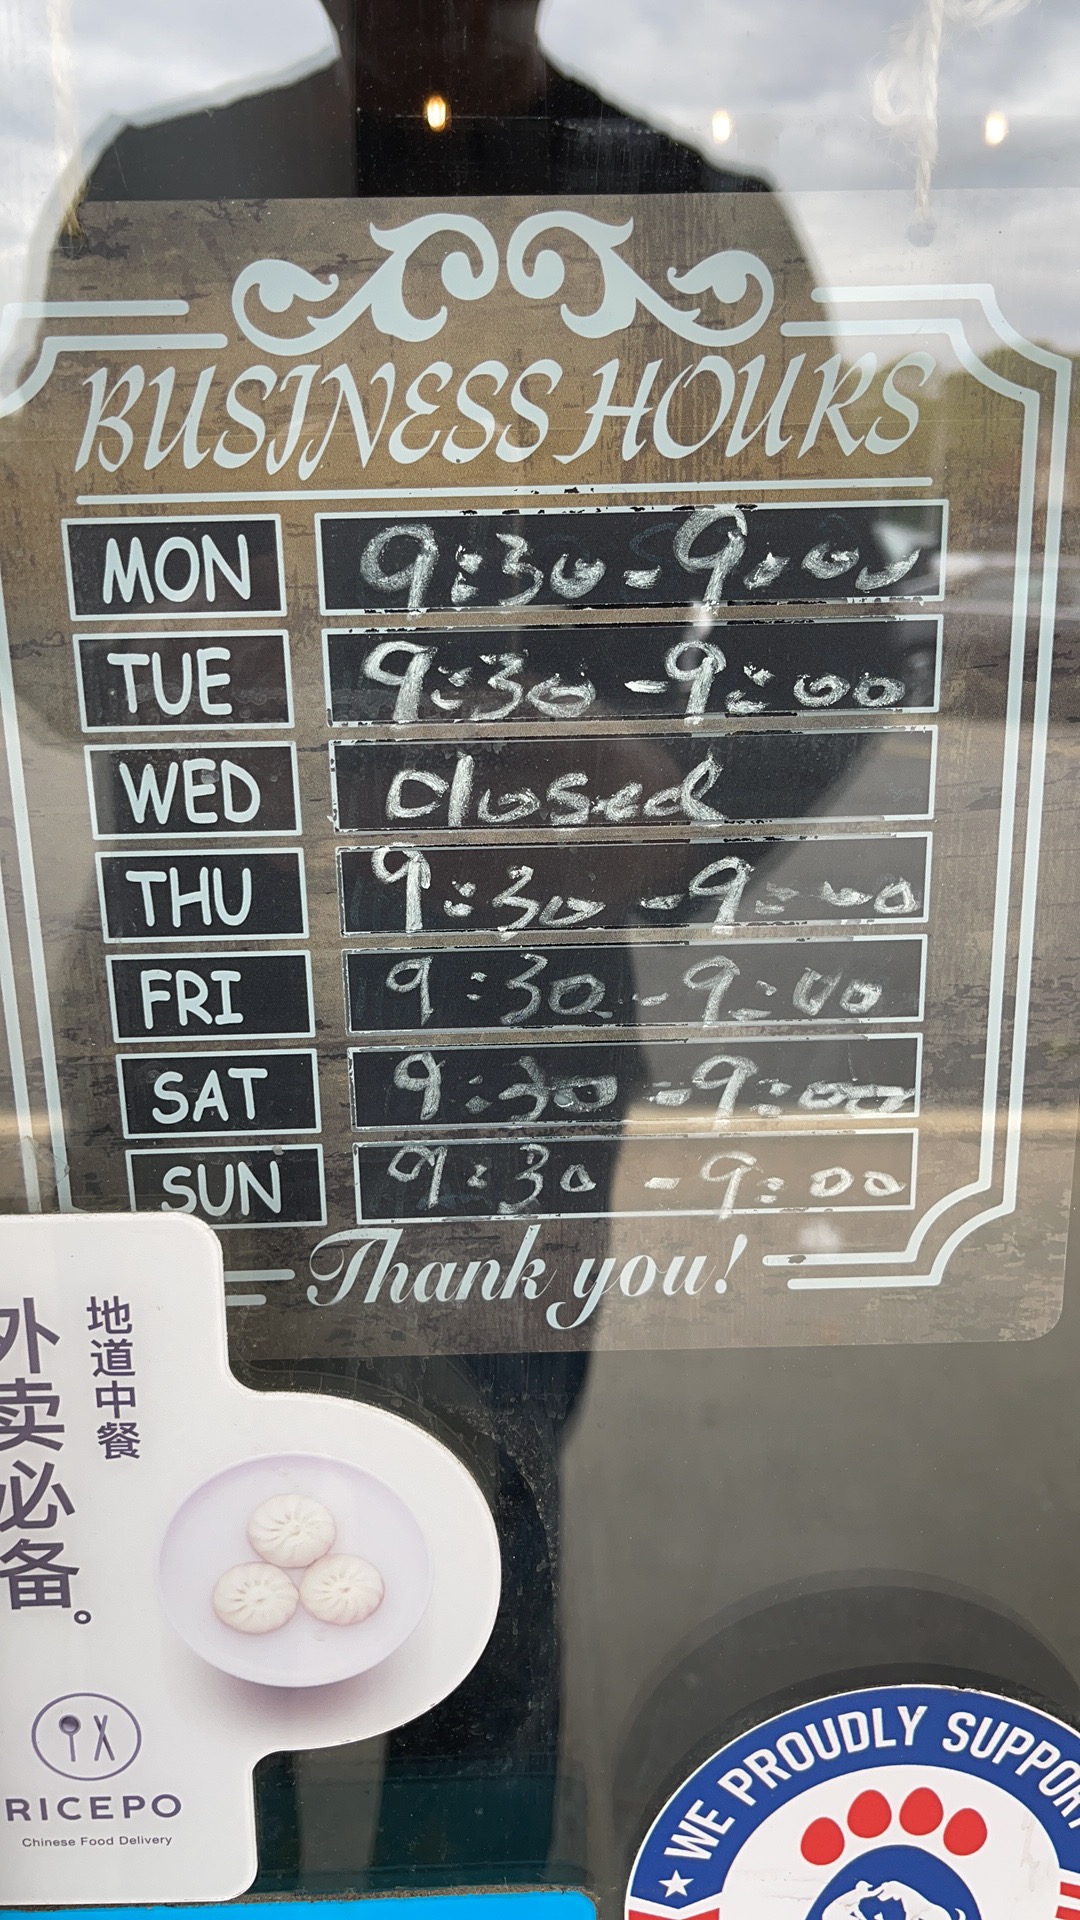 BUSINESS HOURS
MON 9:30-9:00
TUE 9:30-9:00
WED closed
THU 9:30-9:00
FRI 9:30-9:00
SAT 9:30-9:00
SUN 9:30-9:00
Thank you!
地道中餐
外卖必备。
RICEPO
Chinese Food Delivery
WE PROUDLY SUPPORT